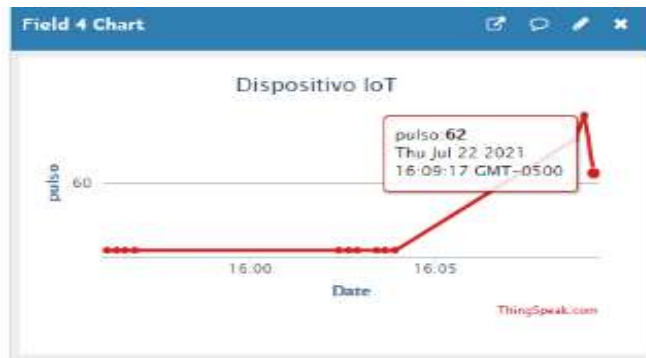 Field 4 Chart
Dispositivo IoT
pulso:62
Thu Jul 22 2021
16:09:17 GMT-0500
pulso
60
16:00
16:05
Date
ThingSpeak.com